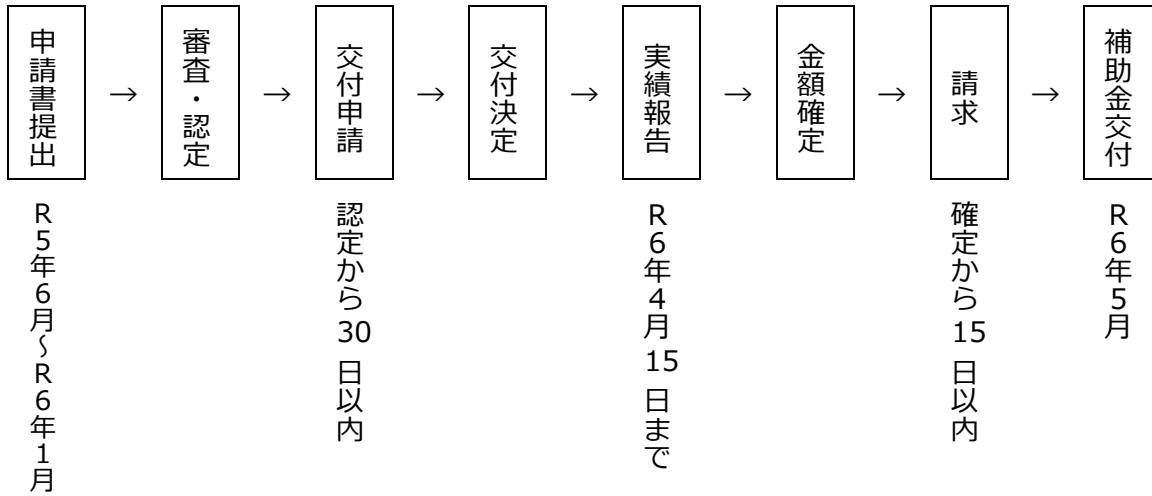 申請書提出
→
審査・認定
→
交付申請
→
交付決定
→
実績報告
→
金額確定
→
請求
→
補助金交付
R5年6月～R6年1月
認定から30日以内
R6年4月15日まで
確定から15日以内
R6年5月